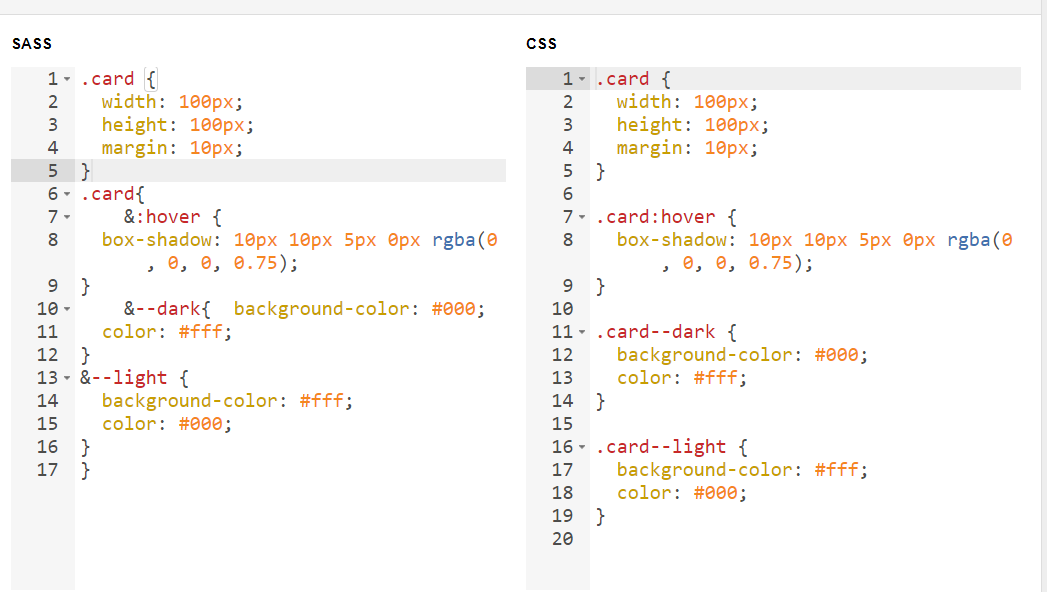 SASS
1 .card {
2   width: 100px;
3   height: 100px;
4   margin: 10px;
5 }
6 .card{
7     &:hover {
8   box-shadow: 10px 10px 5px 0px rgba(0
      , 0, 0, 0.75);
9 }
10     &--dark{  background-color: #000;
11   color: #fff;
12 }
13 &--light {
14   background-color: #fff;
15   color: #000;
16 }
17 }
CSS
1 .card {
2   width: 100px;
3   height: 100px;
4   margin: 10px;
5 }
6
7 .card:hover {
8   box-shadow: 10px 10px 5px 0px rgba(0
      , 0, 0, 0.75);
9 }
10
11 .card--dark {
12   background-color: #000;
13   color: #fff;
14 }
15
16 .card--light {
17   background-color: #fff;
18   color: #000;
19 }
20